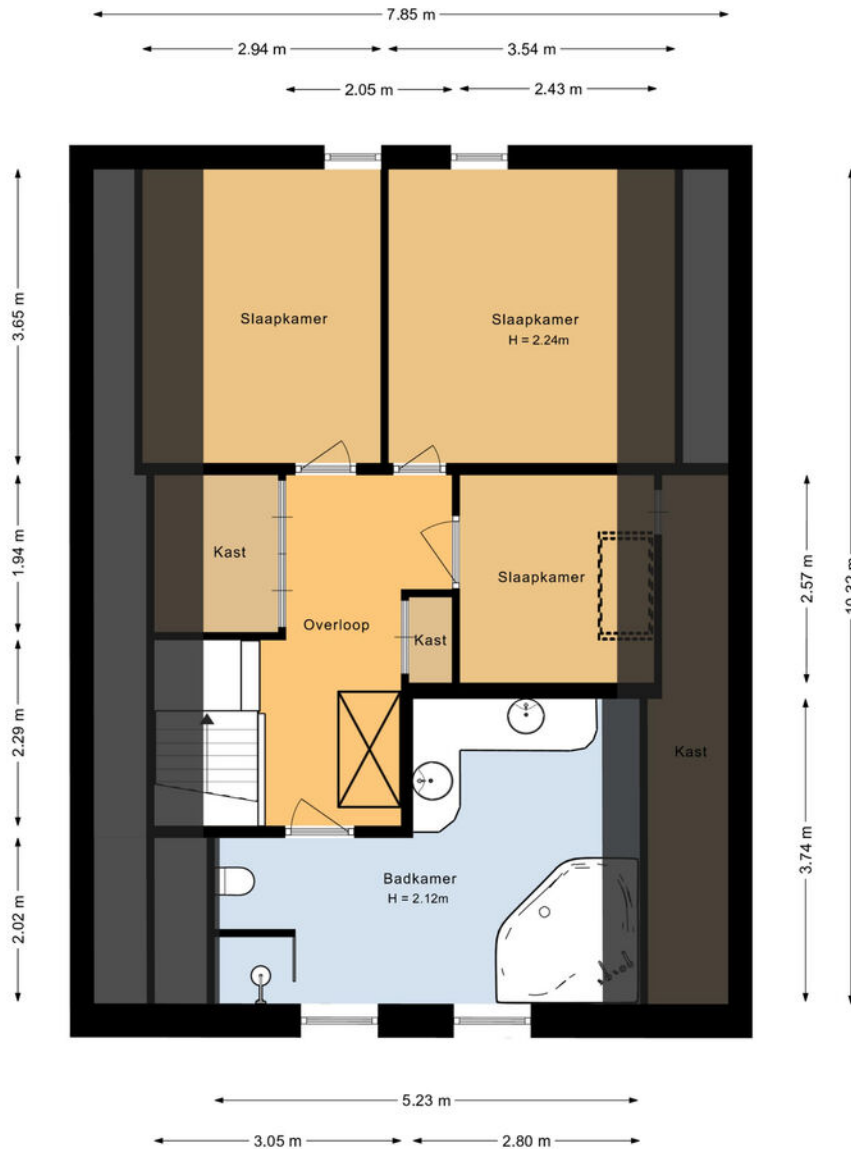 7.85 m
2.94 m
3.54 m
2.05 m
2.43 m
3.65 m
Slaapkamer
Slaapkamer
H = 2.24m
1.94 m
Kast
Slaapkamer
2.57 m
10.32 m
Overloop
Kast
2.29 m
Kast
Badkamer
H = 2.12m
3.74 m
2.02 m
5.23 m
3.05 m
2.80 m